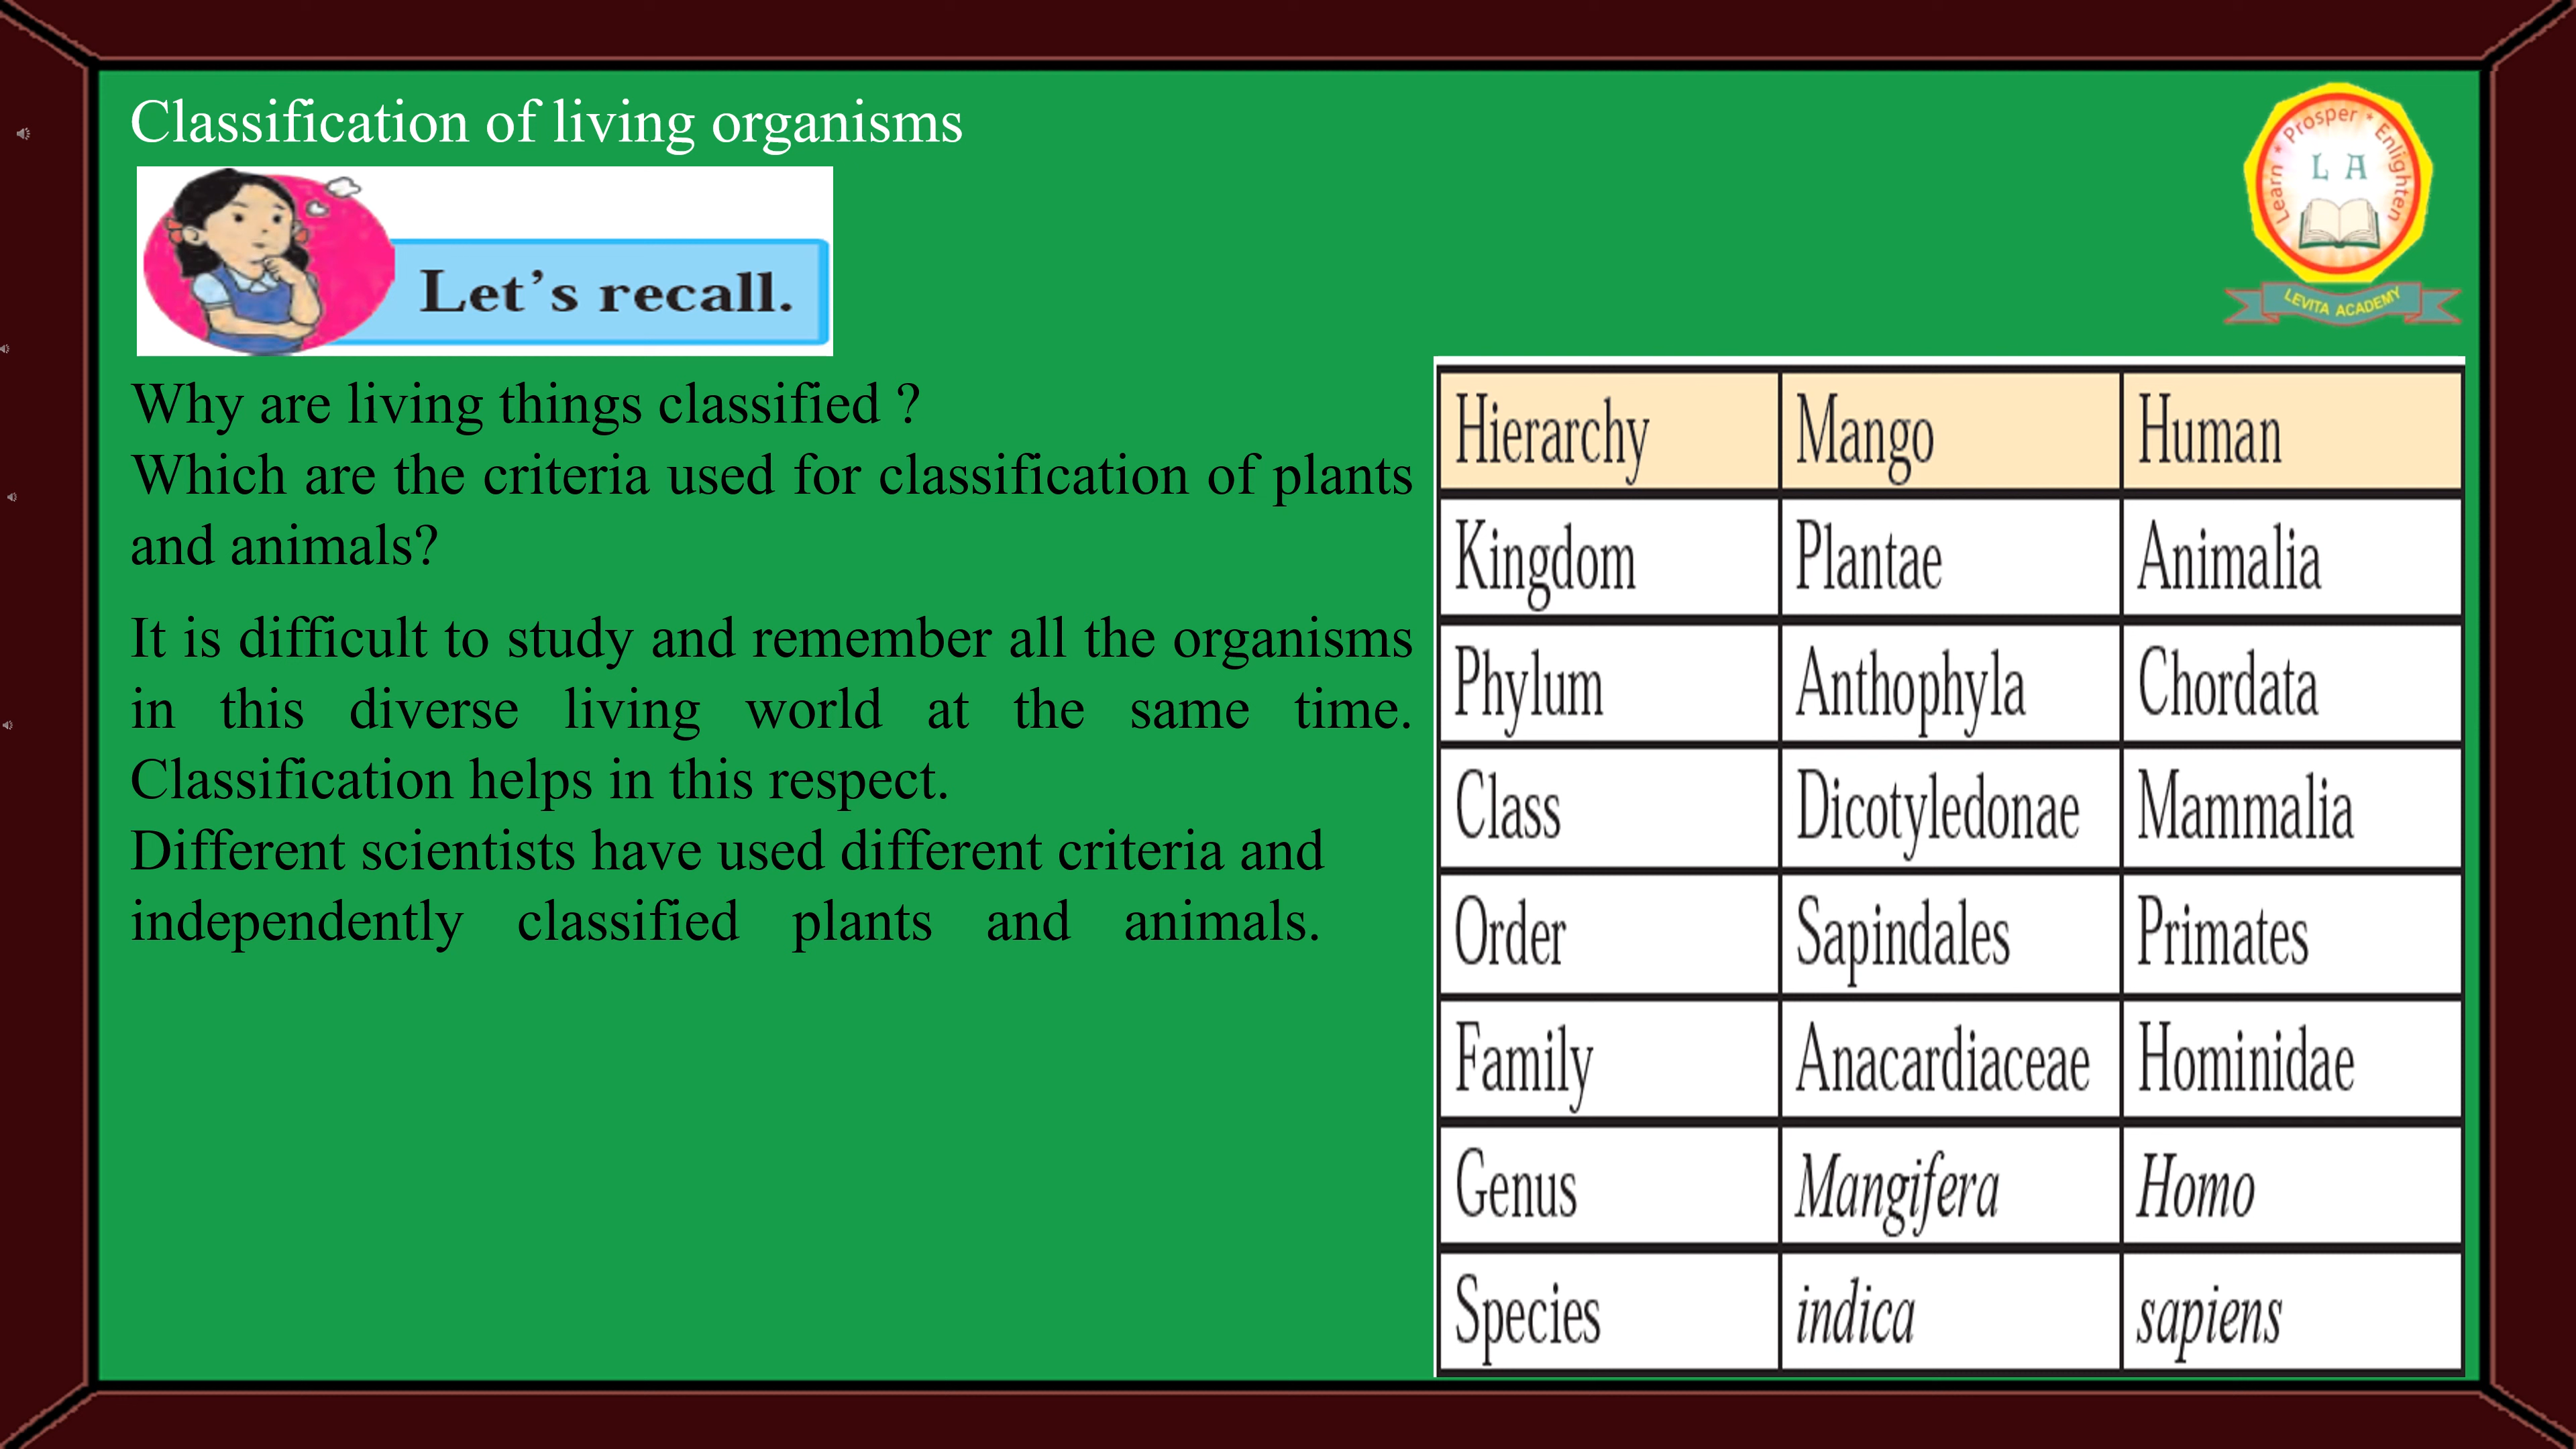 Classification of living organisms
Learn * Prosper * Enlighten
L A
LEVITA ACADEMY
Let's recall.
Why are living things classified ?
Which are the criteria used for classification of plants
and animals?
It is difficult to study and remember all the organisms
in this diverse living world at the same time.
Classification helps in this respect.
Different scientists have used different criteria and
independently classified plants and animals.
Hierarchy Mango Human
Kingdom Plantae Animalia
Phylum Anthophyla Chordata
Class Dicotyledonae Mammalia
Order Sapindales Primates
Family Anacardiaceae Hominidae
Genus Mangifera Homo
Species indica sapiens